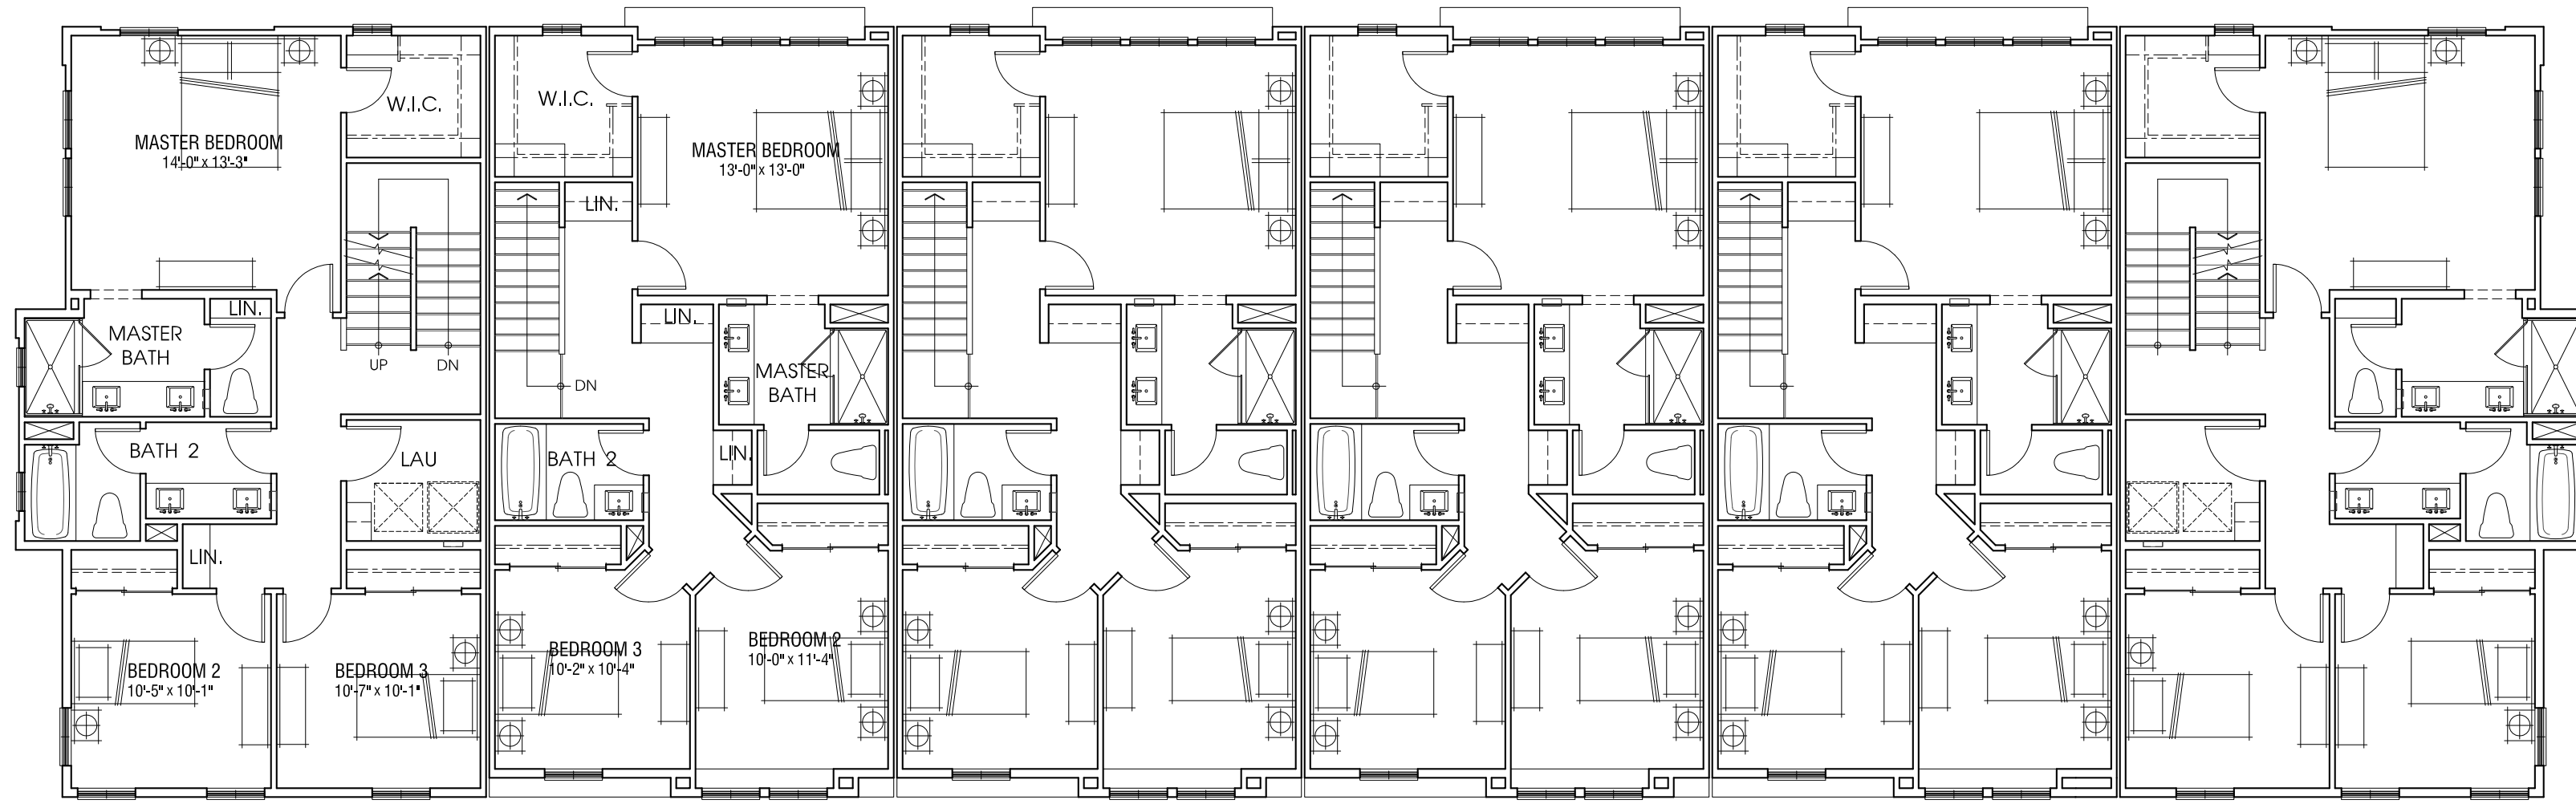 W.I.C.
MASTER BEDROOM
14'-0" x 13'-3"
LIN.
MASTER
BATH
UP
DN
BATH 2
LAU
LIN.
BEDROOM 2
10'-5" x 10'-1"
BEDROOM 3
10'-7" x 10'-1"
W.I.C.
MASTER BEDROOM
13'-0" x 13'-0"
LIN.
LIN.
DN
MASTER
BATH
BATH 2
LIN.
BEDROOM 3
10'-2" x 10'-4"
BEDROOM 2
10'-0" x 11'-4"